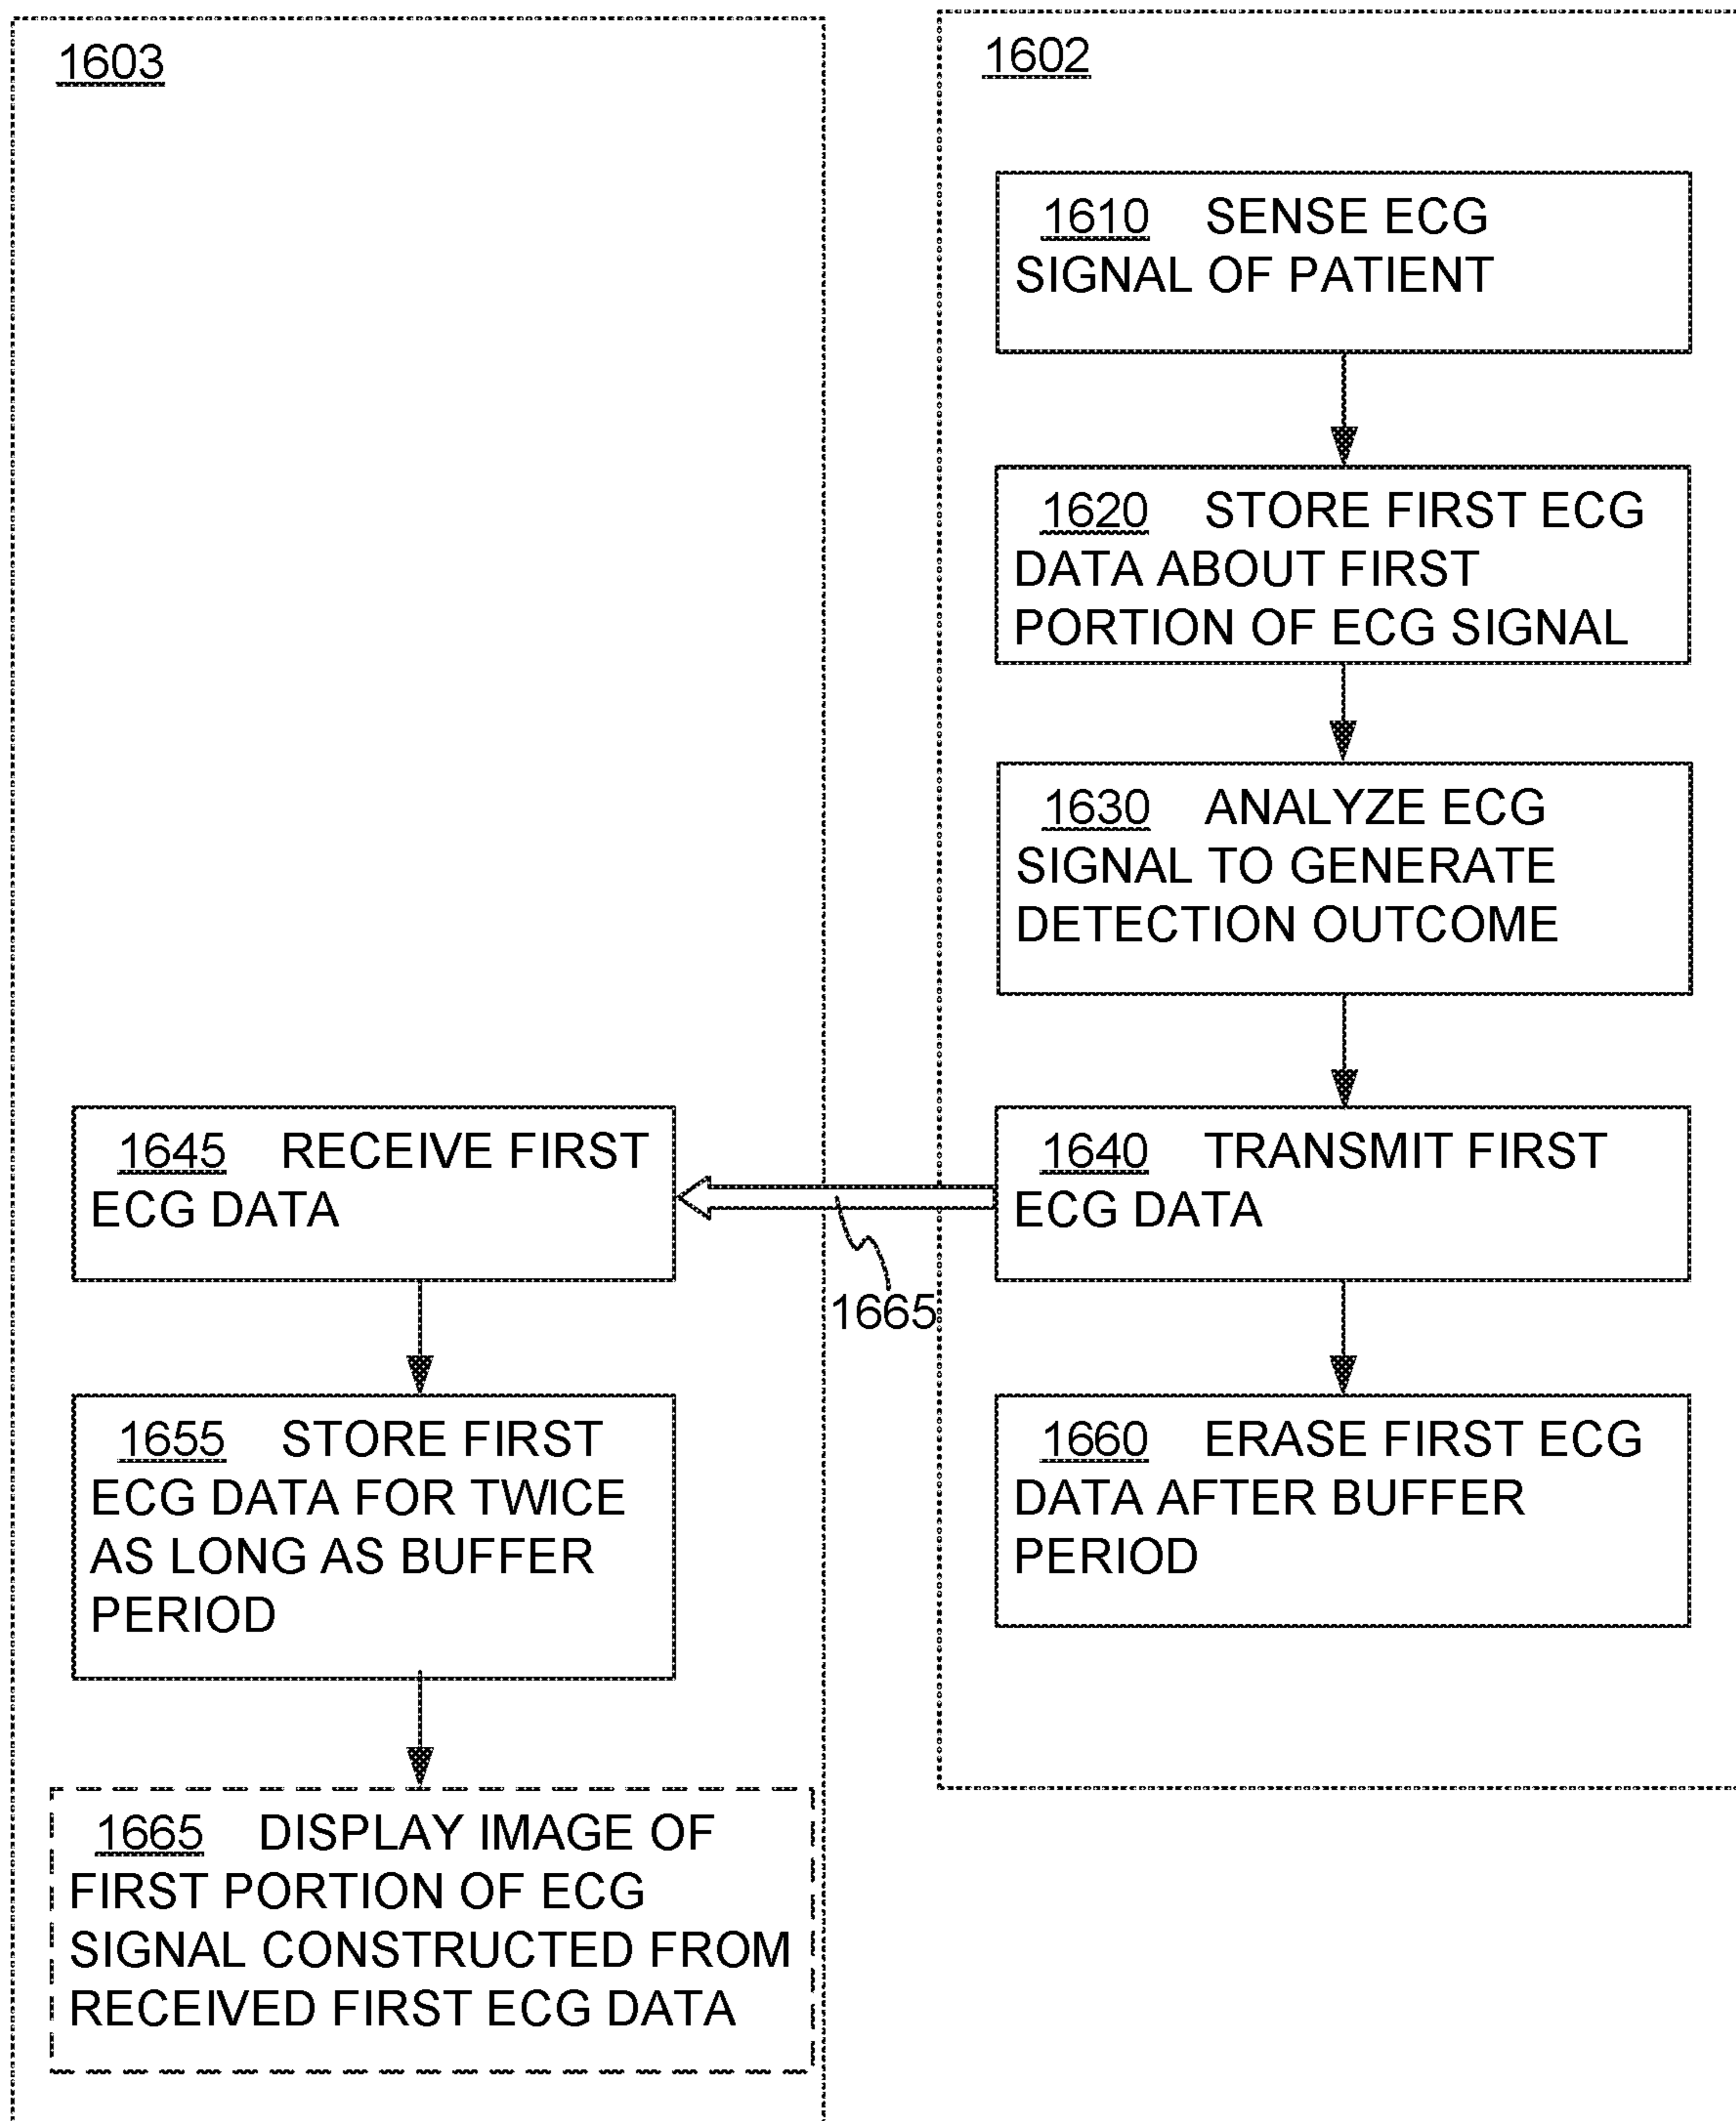 1603
1602
1610 SENSE ECG
SIGNAL OF PATIENT
1620 STORE FIRST ECG
DATA ABOUT FIRST
PORTION OF ECG SIGNAL
1630 ANALYZE ECG
SIGNAL TO GENERATE
DETECTION OUTCOME
1645 RECEIVE FIRST
ECG DATA
1640 TRANSMIT FIRST
ECG DATA
1665
1655 STORE FIRST
ECG DATA FOR TWICE
AS LONG AS BUFFER
PERIOD
1660 ERASE FIRST ECG
DATA AFTER BUFFER
PERIOD
1665 DISPLAY IMAGE OF
FIRST PORTION OF ECG
SIGNAL CONSTRUCTED FROM
RECEIVED FIRST ECG DATA